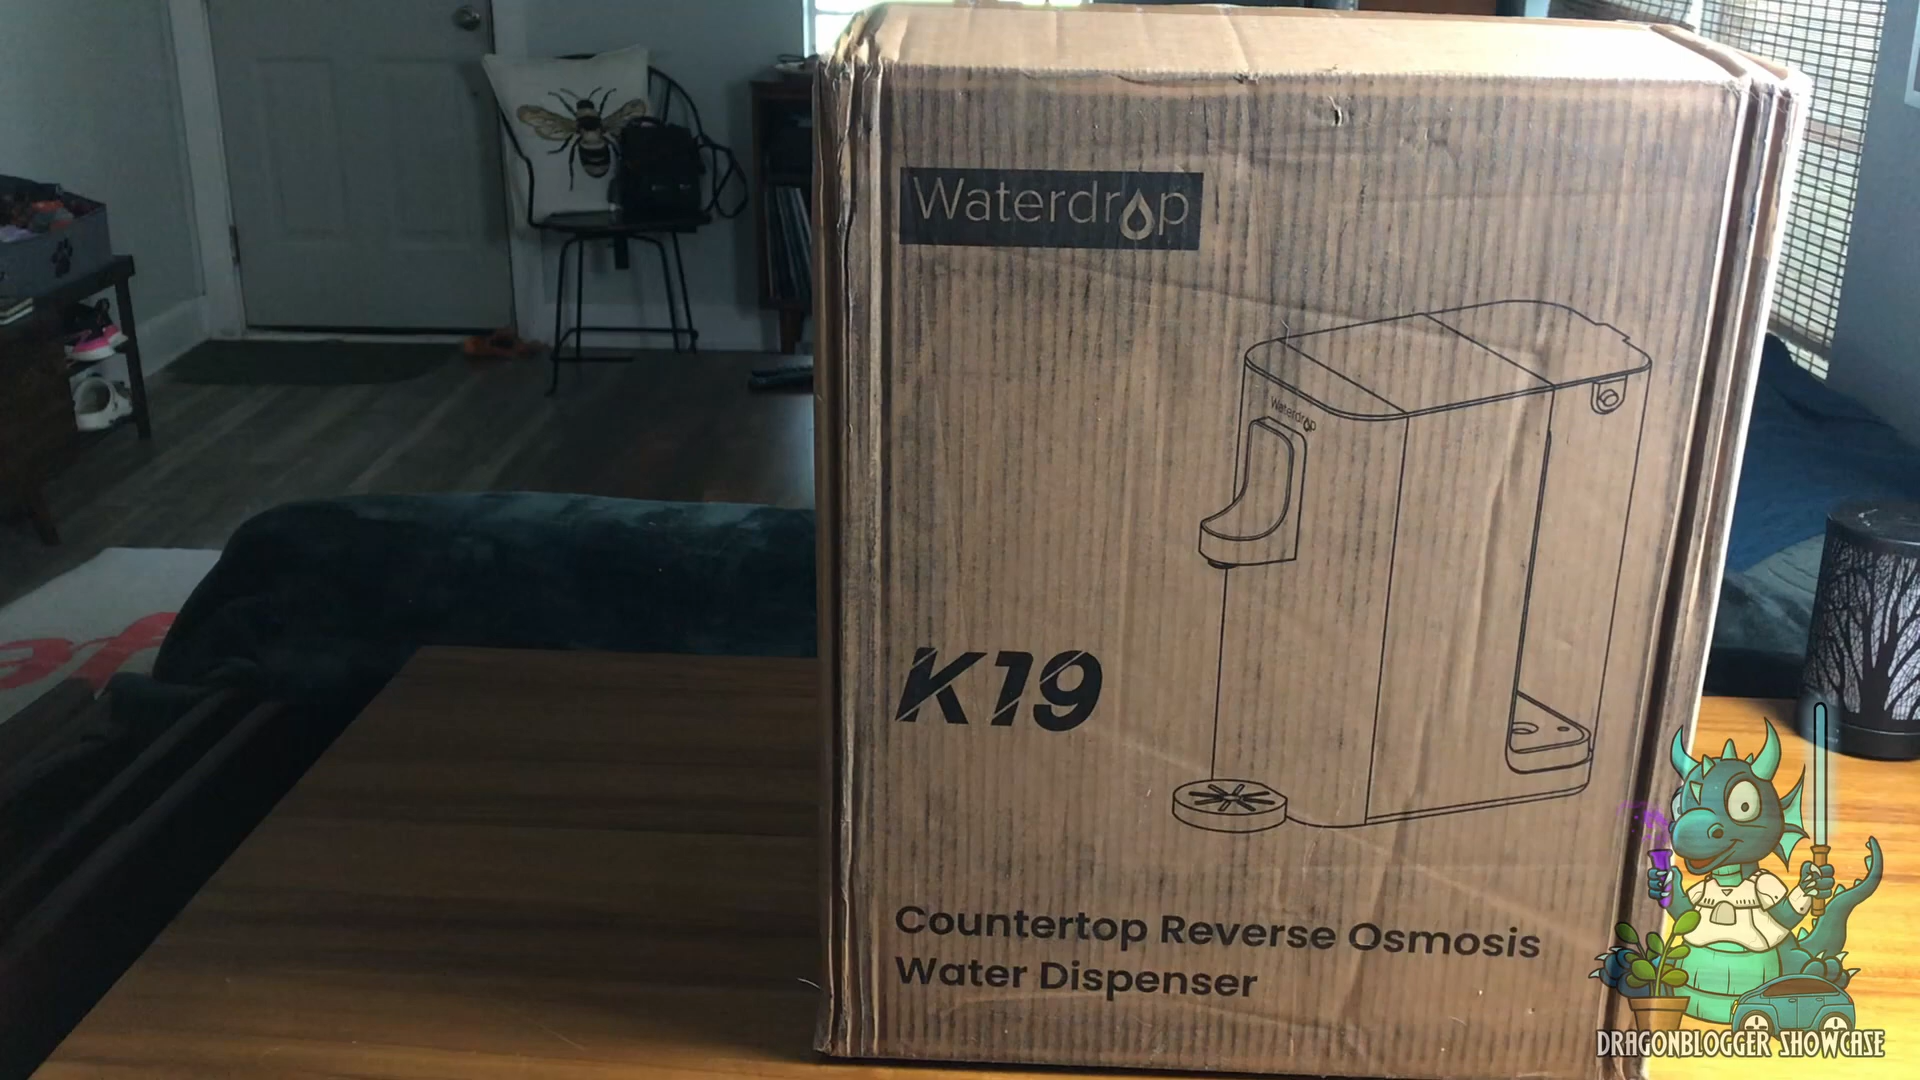 Waterdrop
Waterdrop
K19
Countertop Reverse Osmosis
Water Dispenser
DRAGONBLOGGER SHOWCASE